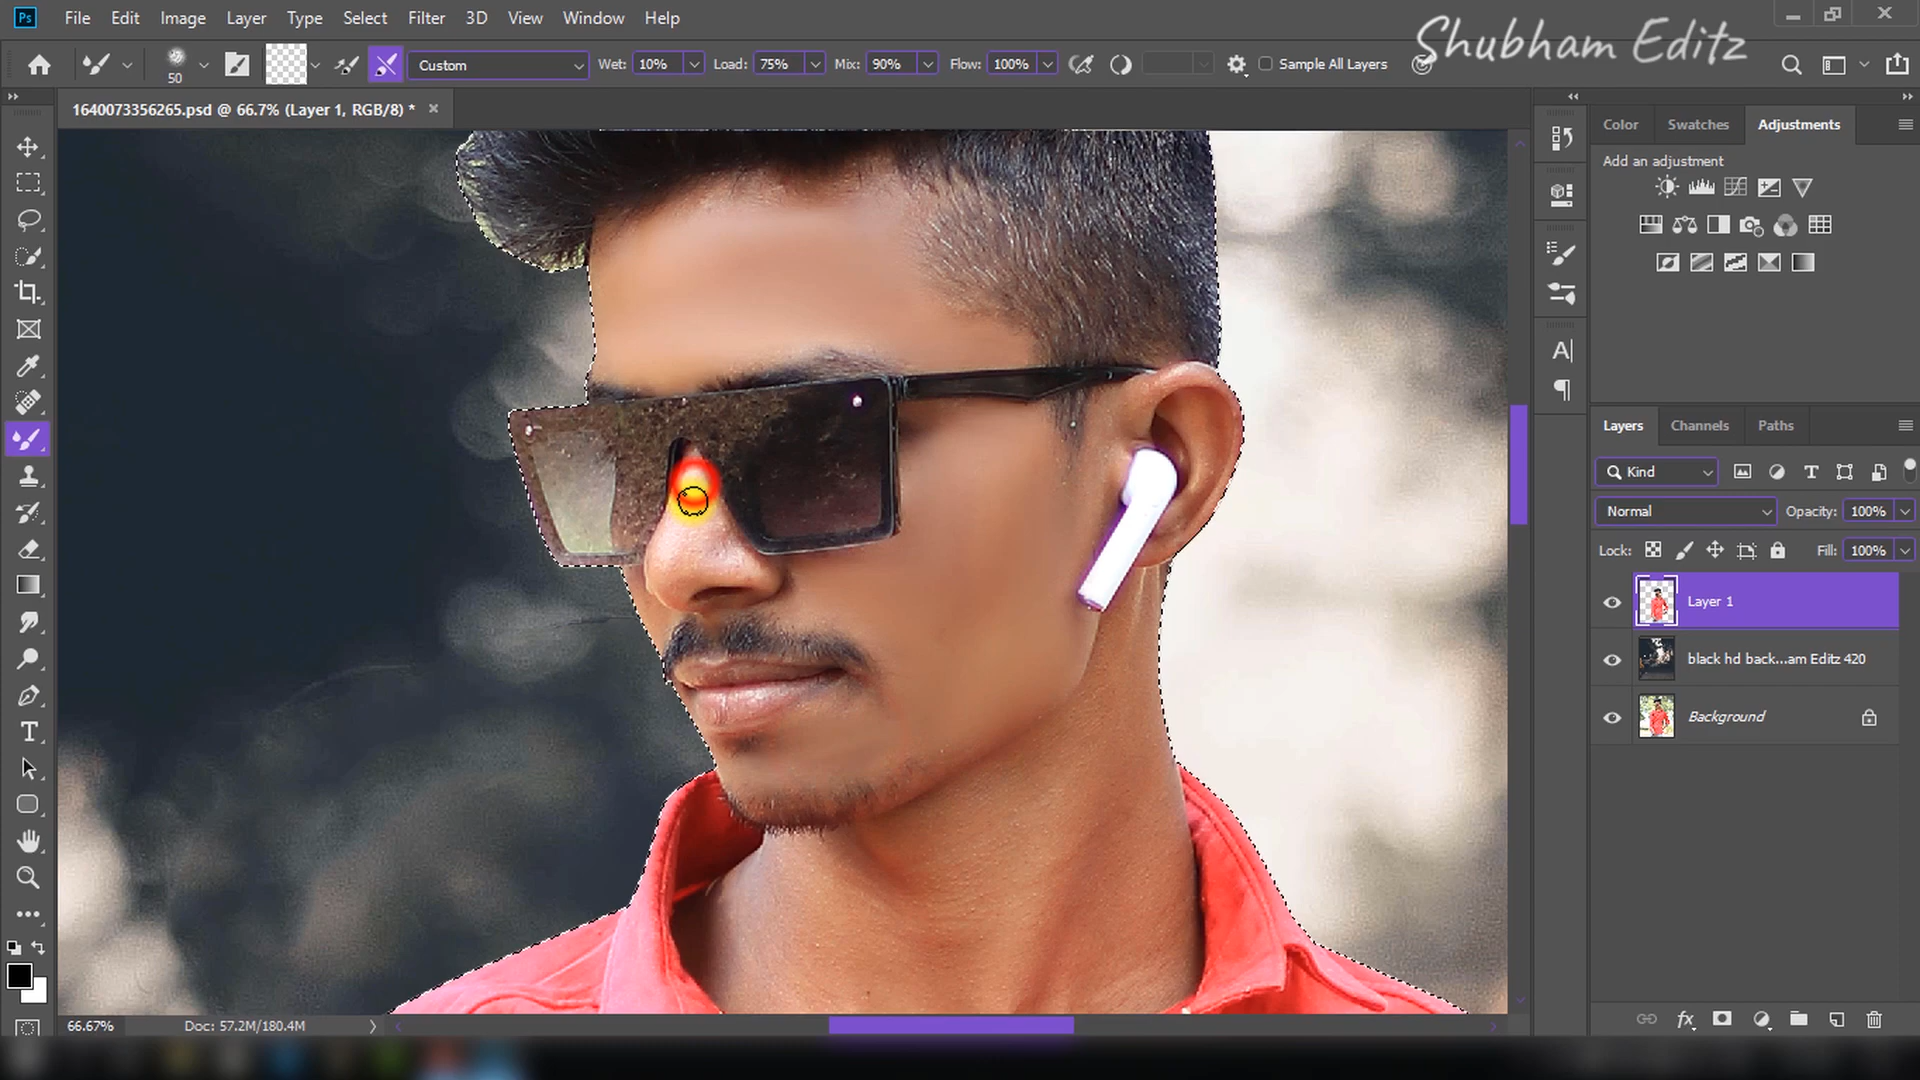 Ps File Edit Image Layer Type Select Filter 3D View Window Help
Shubham Editz
50 Custom Wet: 10% Load: 75% Mix: 90% Flow: 100% Sample All Layers
1640073356265.psd @ 66.7% (Layer 1, RGB/8) *
Color Swatches Adjustments
Add an adjustment
Layers Channels Paths
Kind
Normal Opacity: 100%
Lock: Fill: 100%
Layer 1
black hd back...am Editz 420
Background
66.67% Doc: 57.2M/180.4M